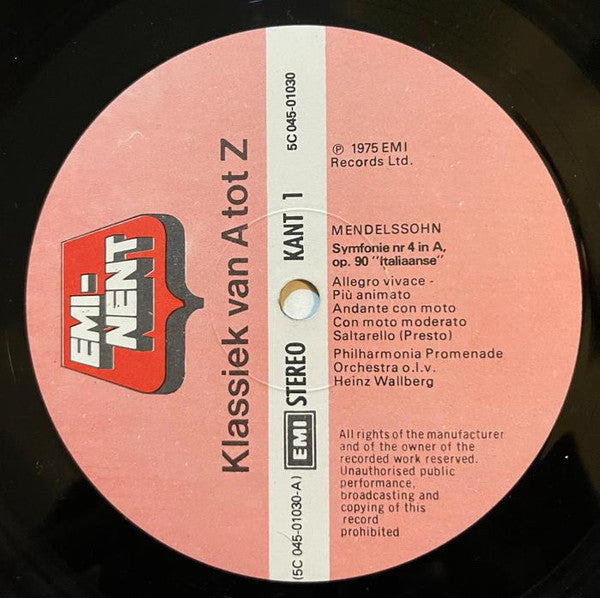 EMI-
NENT
Klassiek van A tot Z
(5C 045-01030-A)
EMI STEREO
KANT 1
5C 045-01030
℗ 1975 EMI
Records Ltd.
MENDELSSOHN
Symfonie nr 4 in A,
op. 90 "Italiaanse"
Allegro vivace -
Più animato
Andante con moto
Con moto moderato
Saltarello (Presto)
Philharmonia Promenade
Orchestra o.l.v.
Heinz Wallberg
All rights of the manufacturer
and of the owner of the
recorded work reserved.
Unauthorised public
performance,
broadcasting and
copying of this
record
prohibited